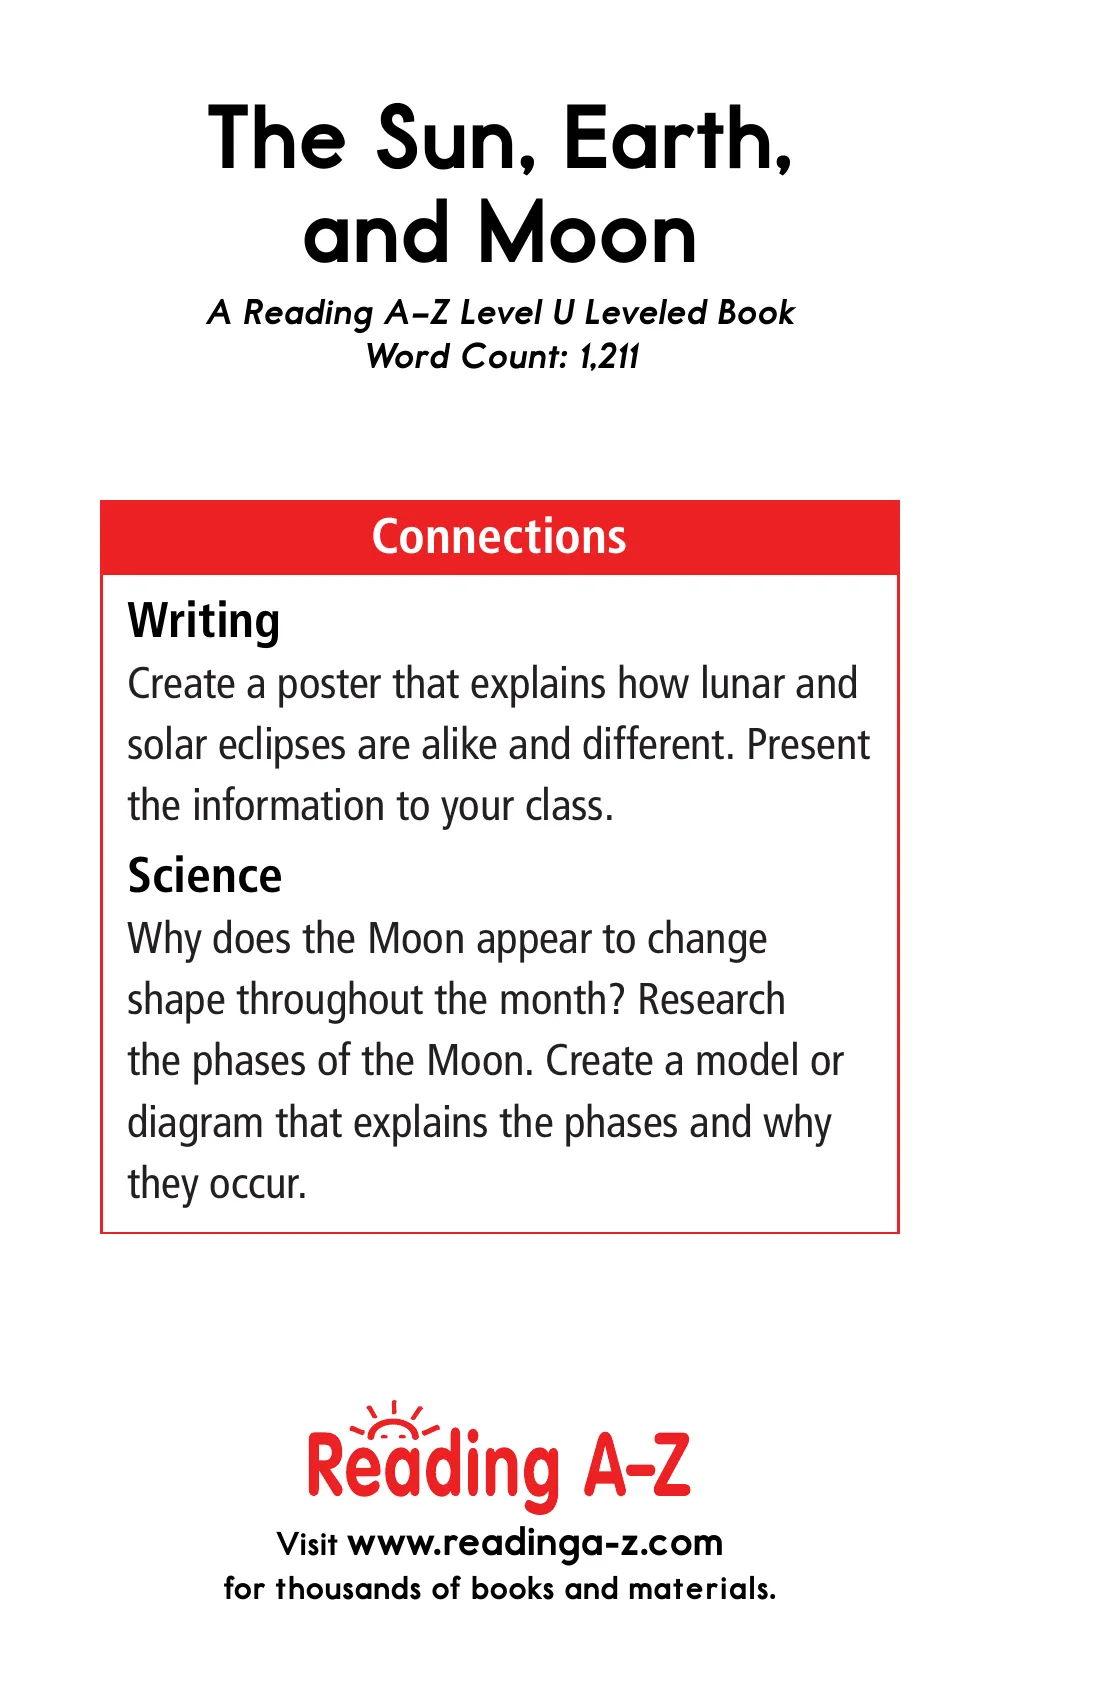 The Sun, Earth,
and Moon
A Reading A–Z Level U Leveled Book
Word Count: 1,211
Connections
Writing
Create a poster that explains how lunar and
solar eclipses are alike and different. Present
the information to your class.
Science
Why does the Moon appear to change
shape throughout the month? Research
the phases of the Moon. Create a model or
diagram that explains the phases and why
they occur.
Reading A–Z
Visit www.readinga-z.com
for thousands of books and materials.